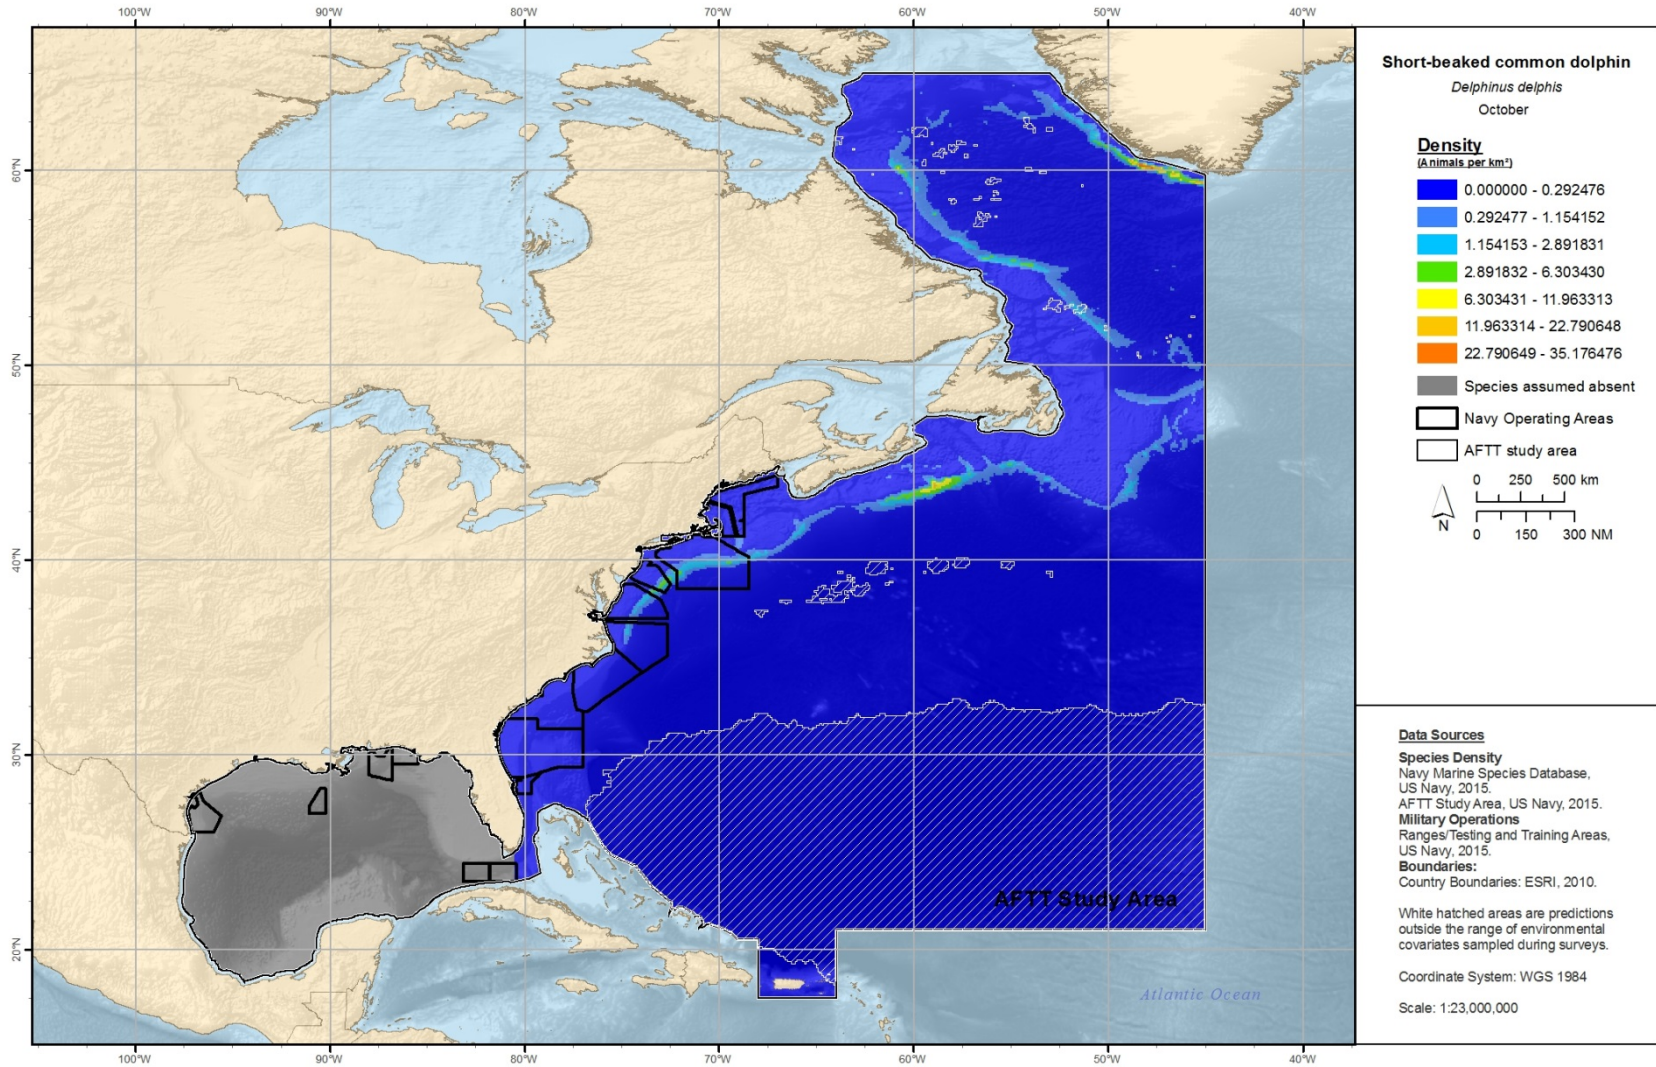 100°W 90°W 80°W 70°W 60°W 50°W 40°W
60°N
50°N
40°N
30°N
20°N
AFTT Study Area
Atlantic Ocean
100°W 90°W 80°W 70°W 60°W 50°W 40°W
Short-beaked common dolphin
Delphinus delphis
October
Density
(Animals per km²)
0.000000 - 0.292476
0.292477 - 1.154152
1.154153 - 2.891831
2.891832 - 6.303430
6.303431 - 11.963313
11.963314 - 22.790648
22.790649 - 35.176476
Species assumed absent
Navy Operating Areas
AFTT study area
0 250 500 km
N
0 150 300 NM
Data Sources
Species Density
Navy Marine Species Database,
US Navy, 2015.
AFTT Study Area, US Navy, 2015.
Military Operations
Ranges/Testing and Training Areas,
US Navy, 2015.
Boundaries:
Country Boundaries: ESRI, 2010.
White hatched areas are predictions
outside the range of environmental
covariates sampled during surveys.
Coordinate System: WGS 1984
Scale: 1:23,000,000